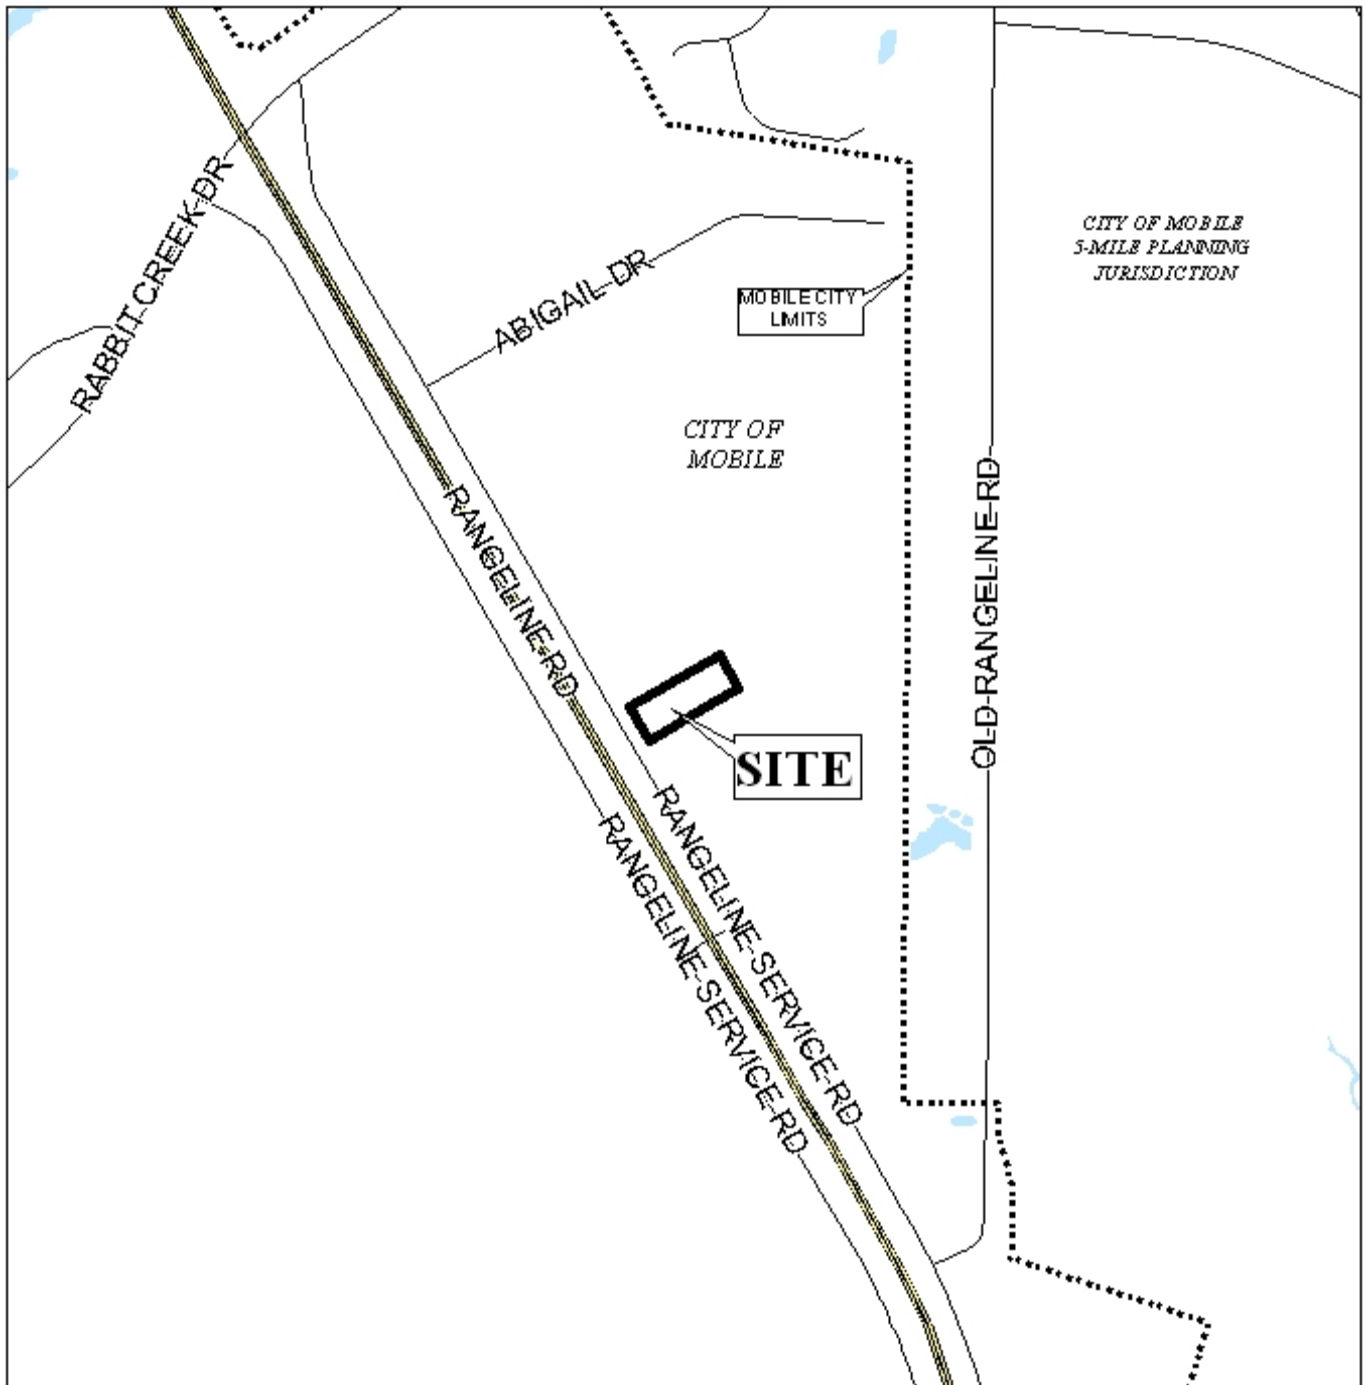 RABBIT CREEK DR
CITY OF MOBILE
5-MILE PLANNING
JURISDICTION
ABIGAIL DR
MOBILE CITY
LIMITS
CITY OF
MOBILE
RANGELINE RD
OLD RANGELINE RD
SITE
RANGELINE SERVICE RD
RANGELINE SERVICE RD